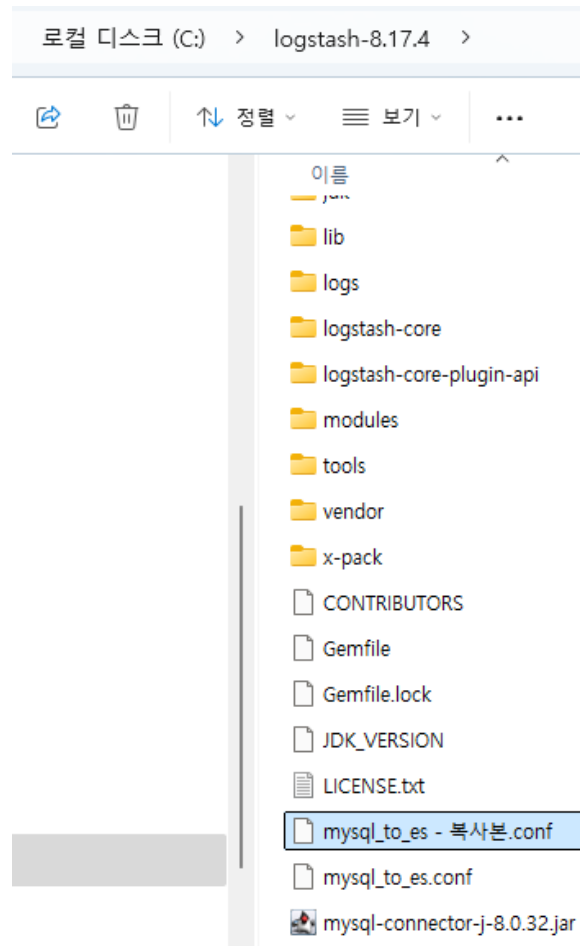 로컬 디스크 (C:) > logstash-8.17.4 >
정렬 보기 ...
이름
jdk
lib
logs
logstash-core
logstash-core-plugin-api
modules
tools
vendor
x-pack
CONTRIBUTORS
Gemfile
Gemfile.lock
JDK_VERSION
LICENSE.txt
mysql_to_es - 복사본.conf
mysql_to_es.conf
mysql-connector-j-8.0.32.jar